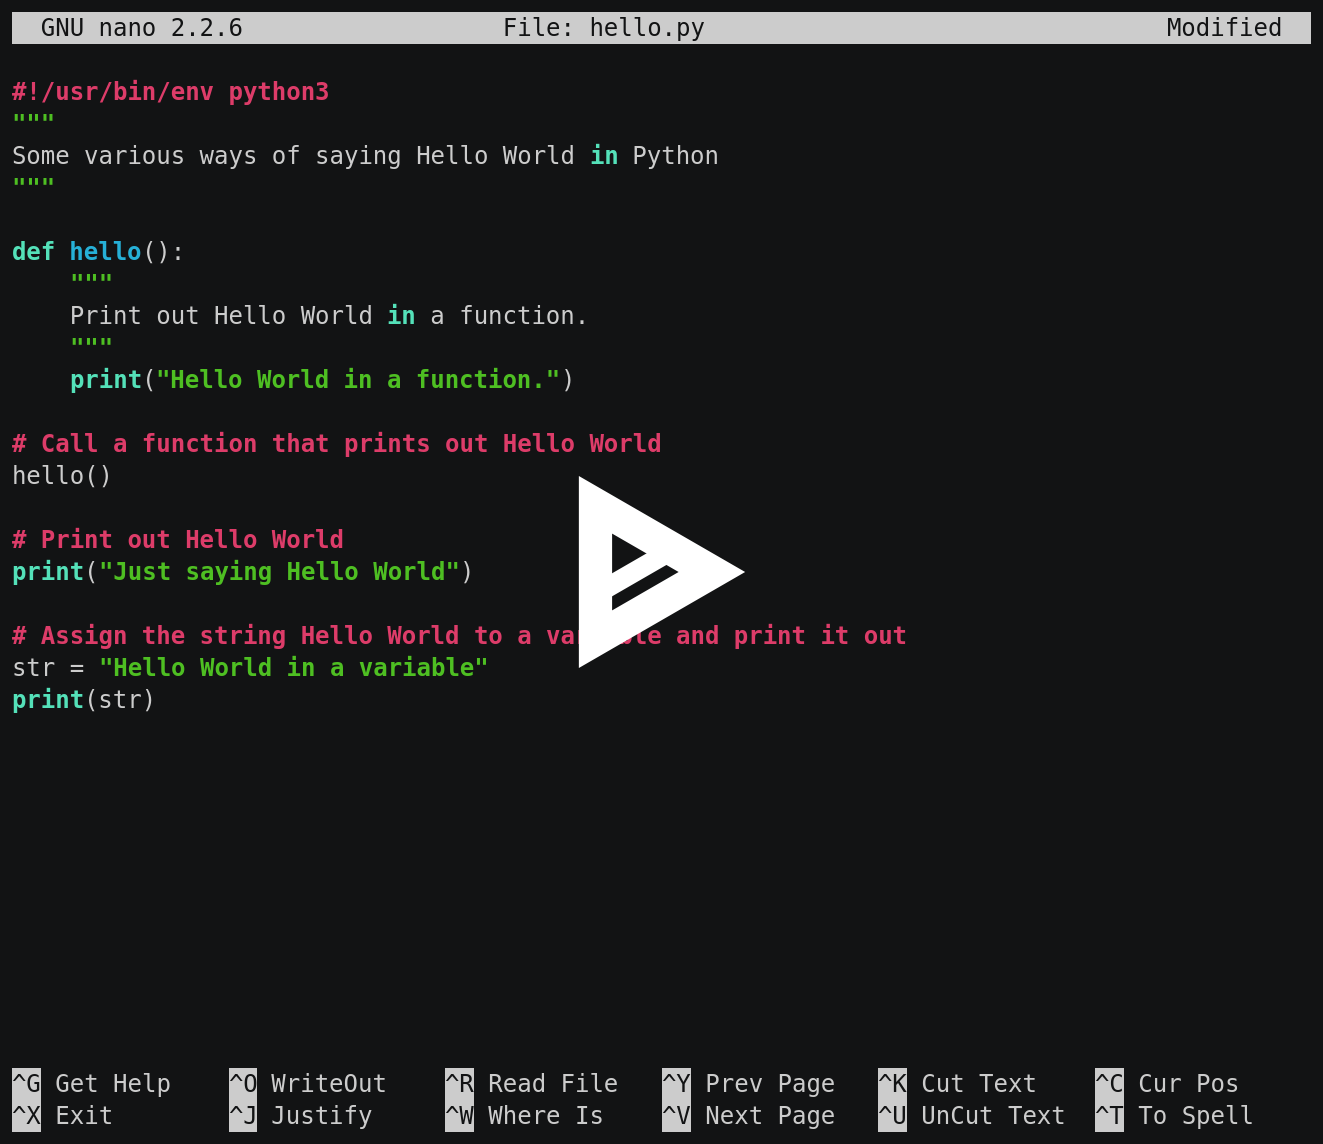 GNU nano 2.2.6 File: hello.py Modified
#!/usr/bin/env python3
"""
Some various ways of saying Hello World in Python
"""
def hello():
    """
    Print out Hello World in a function.
    """
    print("Hello World in a function.")
# Call a function that prints out Hello World
hello()
# Print out Hello World
print("Just saying Hello World")
# Assign the string Hello World to a variable and print it out
str = "Hello World in a variable"
print(str)
^G Get Help ^O WriteOut ^R Read File ^Y Prev Page ^K Cut Text ^C Cur Pos
^X Exit ^J Justify ^W Where Is ^V Next Page ^U UnCut Text ^T To Spell